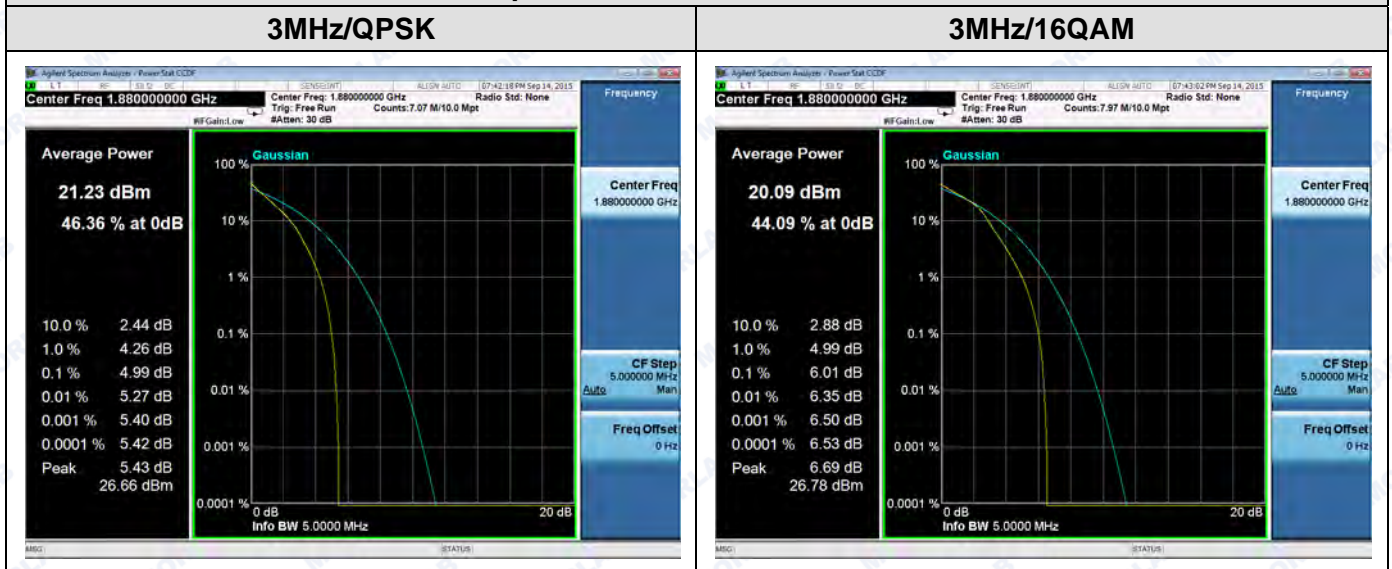 3MHz/QPSK
Agilent Spectrum Analyzer - Power Stat CCDF
LT RF 50 Ω DC SENSE:INT ALIGN AUTO 07:42:18 PM Sep 14, 2015
Center Freq 1.880000000 GHz
Center Freq: 1.880000000 GHz
Radio Std: None
Trig: Free Run Counts:7.07 M/10.0 Mpt
#IFGain:Low #Atten: 30 dB
Frequency
Average Power
21.23 dBm
46.36 % at 0dB
10.0 % 2.44 dB
1.0 % 4.26 dB
0.1 % 4.99 dB
0.01 % 5.27 dB
0.001 % 5.40 dB
0.0001 % 5.42 dB
Peak 5.43 dB
26.66 dBm
Gaussian
100 %
10 %
1 %
0.1 %
0.01 %
0.001 %
0.0001 %
0 dB 20 dB
Info BW 5.0000 MHz
Center Freq
1.880000000 GHz
CF Step
5.000000 MHz
Auto Man
Freq Offset
0 Hz
MSG STATUS
3MHz/16QAM
Agilent Spectrum Analyzer - Power Stat CCDF
LT RF 50 Ω DC SENSE:INT ALIGN AUTO 07:43:02 PM Sep 14, 2015
Center Freq 1.880000000 GHz
Center Freq: 1.880000000 GHz
Radio Std: None
Trig: Free Run Counts:7.97 M/10.0 Mpt
#IFGain:Low #Atten: 30 dB
Frequency
Average Power
20.09 dBm
44.09 % at 0dB
10.0 % 2.88 dB
1.0 % 4.99 dB
0.1 % 6.01 dB
0.01 % 6.35 dB
0.001 % 6.50 dB
0.0001 % 6.53 dB
Peak 6.69 dB
26.78 dBm
Gaussian
100 %
10 %
1 %
0.1 %
0.01 %
0.001 %
0.0001 %
0 dB 20 dB
Info BW 5.0000 MHz
Center Freq
1.880000000 GHz
CF Step
5.000000 MHz
Auto Man
Freq Offset
0 Hz
MSG STATUS